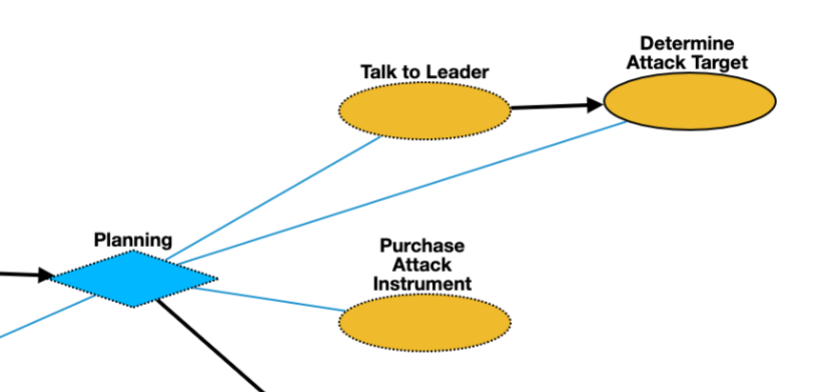 Determine
Attack Target
Talk to Leader
Planning
Purchase
Attack
Instrument